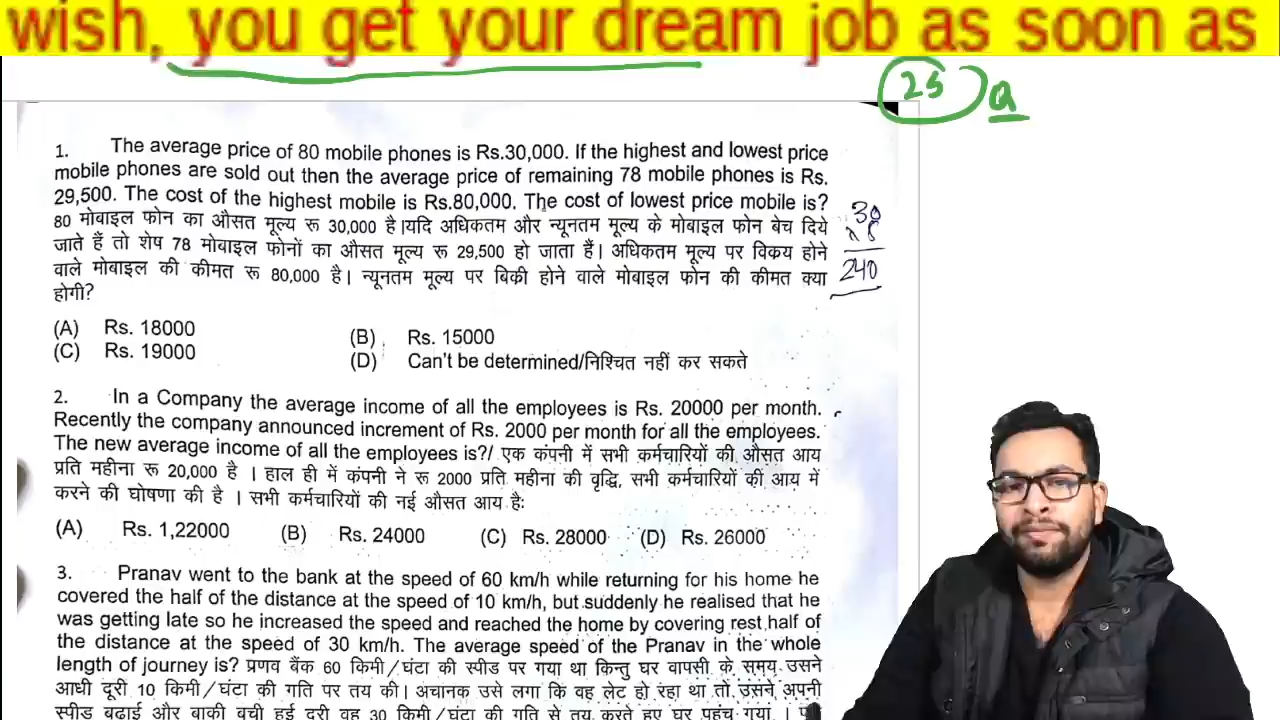 wish, you get your dream job as soon as
25 a
1. The average price of 80 mobile phones is Rs.30,000. If the highest and lowest price
mobile phones are sold out then the average price of remaining 78 mobile phones is Rs.
29,500. The cost of the highest mobile is Rs.80,000. The cost of lowest price mobile is?
80 मोबाइल फोन का औसत मूल्य रू 30,000 है।यदि अधिकतम और न्यूनतम मूल्य के मोबाइल फोन बेच दिये
जाते हैं तो शेप 78 मोबाइल फोनों का औसत मूल्य रू 29,500 हो जाता हैं। अधिकतम मूल्य पर विकय होने
वाले मोबाइल की कीमत रू 80,000 है। न्यूनतम मूल्य पर बिकी होने वाले मोबाइल फोन की कीमत क्या
होगी?
30
x 8
240
(A) Rs. 18000 (B) Rs. 15000
(C) Rs. 19000 (D) Can't be determined/निश्चित नहीं कर सकते
2. In a Company the average income of all the employees is Rs. 20000 per month.
Recently the company announced increment of Rs. 2000 per month for all the employees.
The new average income of all the employees is?/ एक कंपनी में सभी कर्मचारियों की औसत आय
प्रति महीना रू 20,000 है । हाल ही में कंपनी ने रू 2000 प्रति महीना की वृद्धि, सभी कर्मचारियों की आय में
करने की घोषणा की है । सभी कर्मचारियों की नई औसत आय है:
(A) Rs. 1,22000 (B) Rs. 24000 (C) Rs. 28000 (D) Rs. 26000
3. Pranav went to the bank at the speed of 60 km/h while returning for his home he
covered the half of the distance at the speed of 10 km/h, but suddenly he realised that he
was getting late so he increased the speed and reached the home by covering rest half of
the distance at the speed of 30 km/h. The average speed of the Pranav in the whole
length of journey is? प्रणव बैंक 60 किमी/घंटा की स्पीड पर गया था किन्तु घर वापसी के समय उसने
आधी दूरी 10 किमी/घंटा की गति पर तय की। अचानक उसे लगा कि वह लेट हो रहा था तो उसने अपनी
स्पीड बढाई और बाकी बची हुई दूरी वह 30 किमी/घंटा की गति से तय करते हुए घर पहुंच गया ।